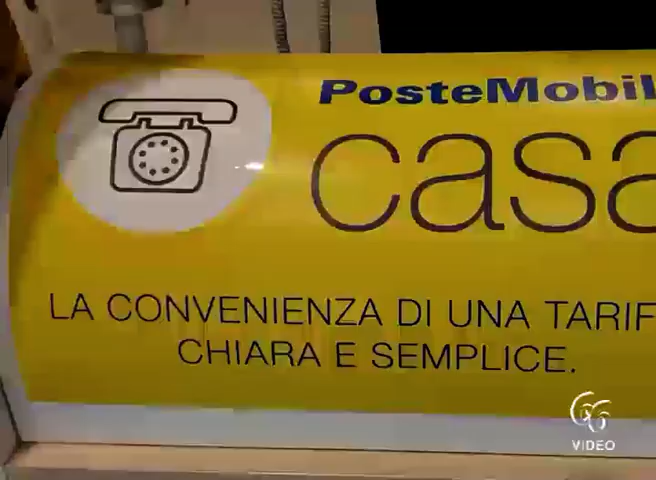 PosteMobil
casa
LA CONVENIENZA DI UNA TARIF
CHIARA E SEMPLICE.
VIDEO